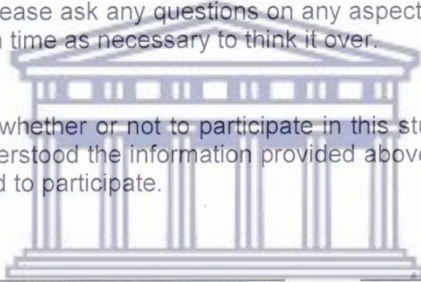 ease ask any questions on any aspect
time as necessary to think it over.
whether or not to participate in this stu
erstood the information provided above
d to participate.